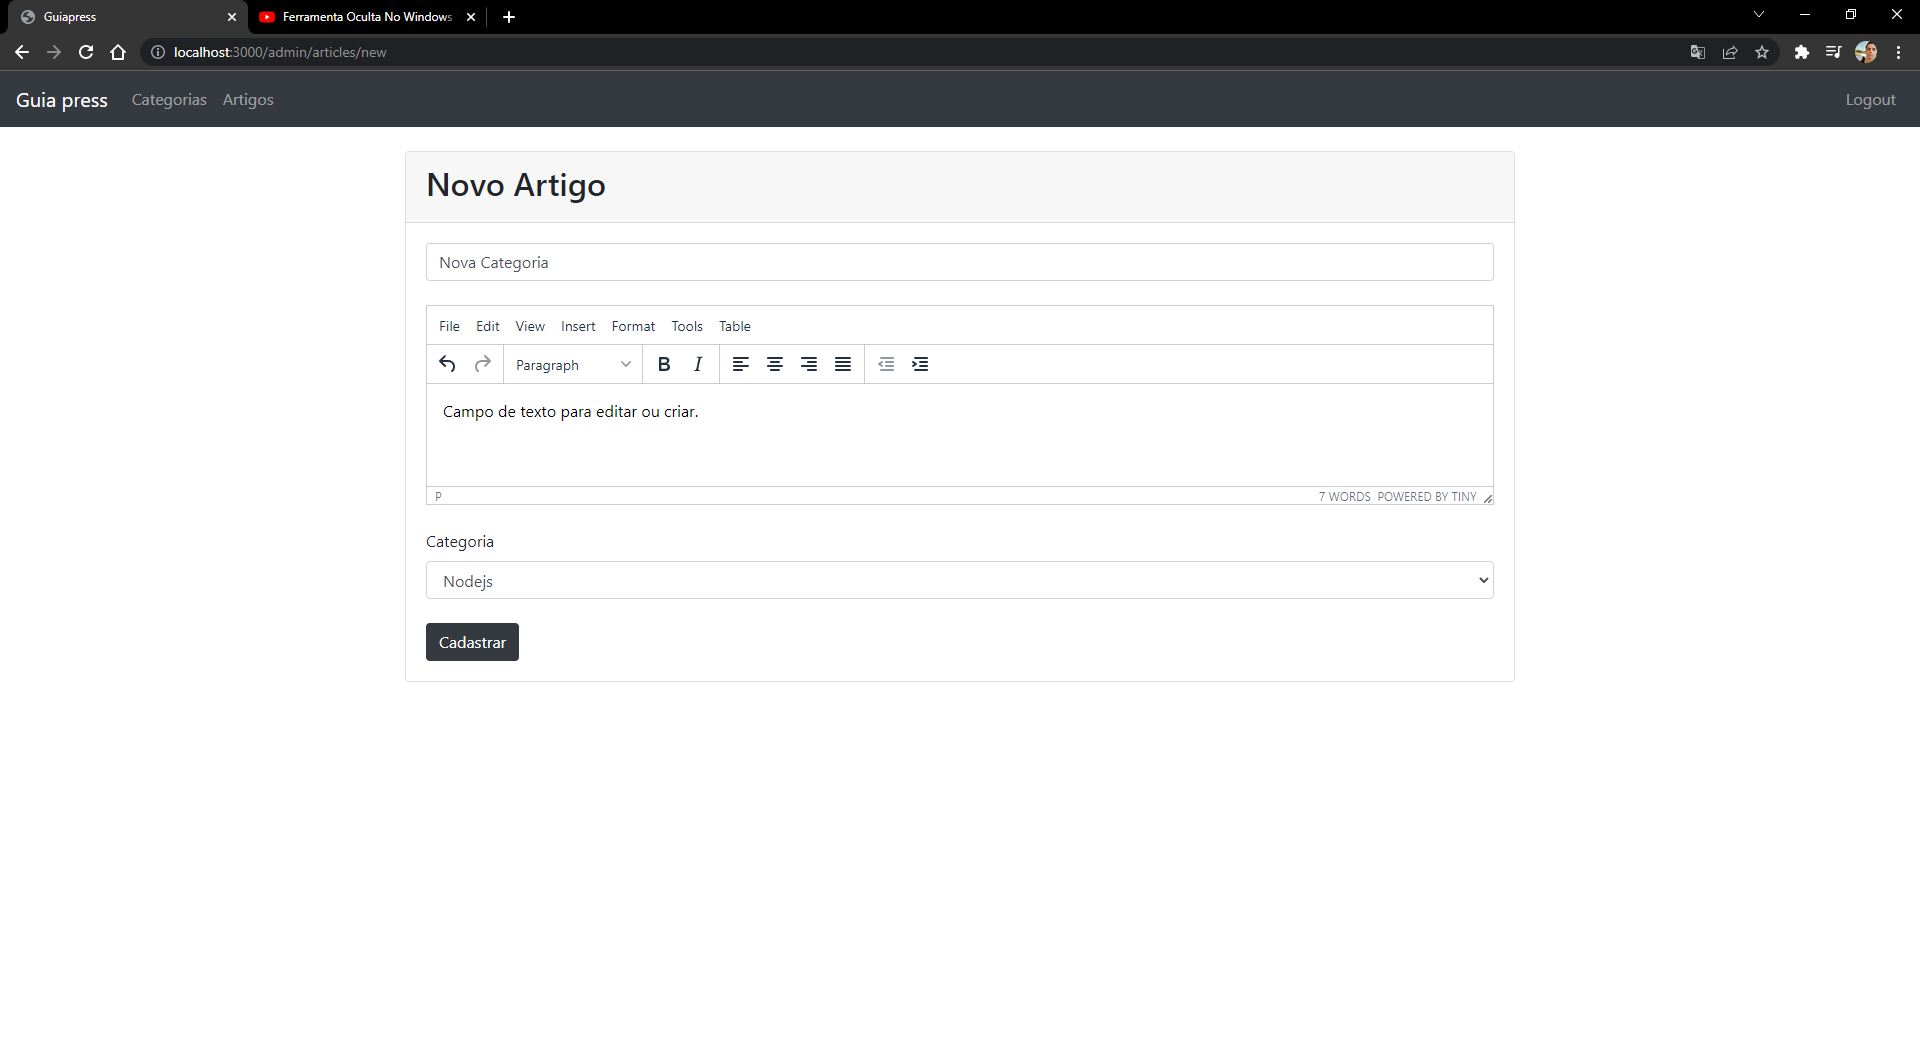 Guiapress
Ferramenta Oculta No Windows
localhost:3000/admin/articles/new
Guia press Categorias Artigos Logout
Novo Artigo
Nova Categoria
File Edit View Insert Format Tools Table
Paragraph B I
Campo de texto para editar ou criar.
P 7 WORDS POWERED BY TINY
Categoria
Nodejs
Cadastrar